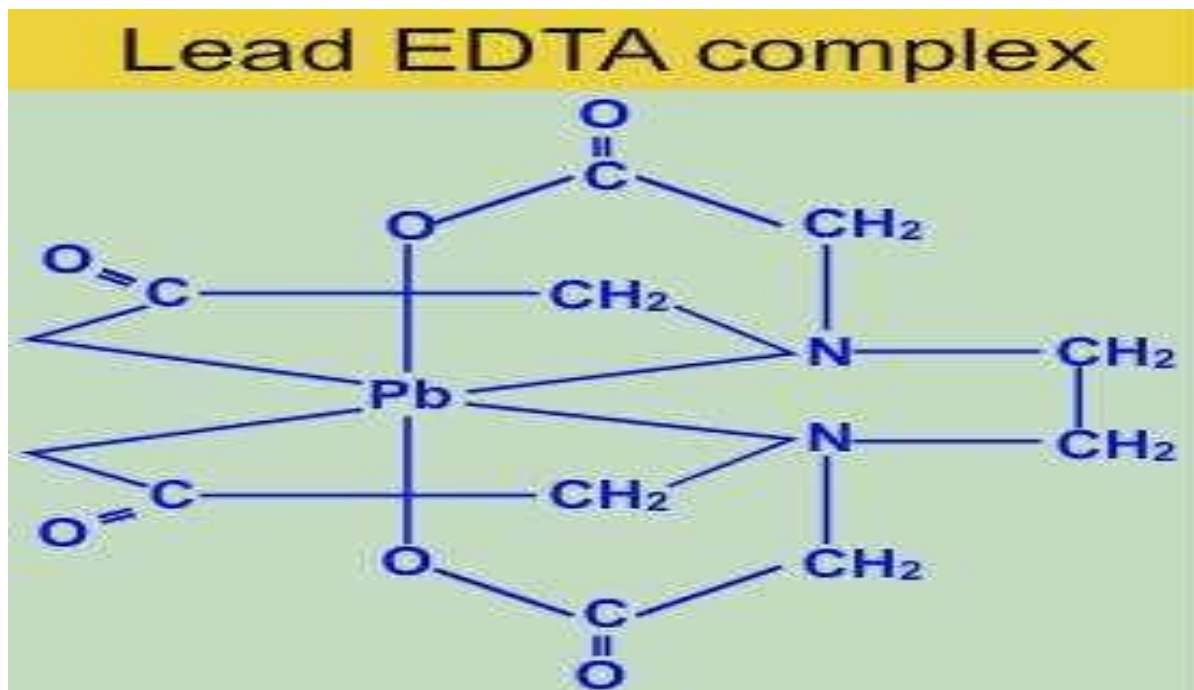 Lead EDTA complex
O
C
O CH₂
O
C CH₂
N CH₂
Pb
N CH₂
C CH₂
O
O CH₂
C
O